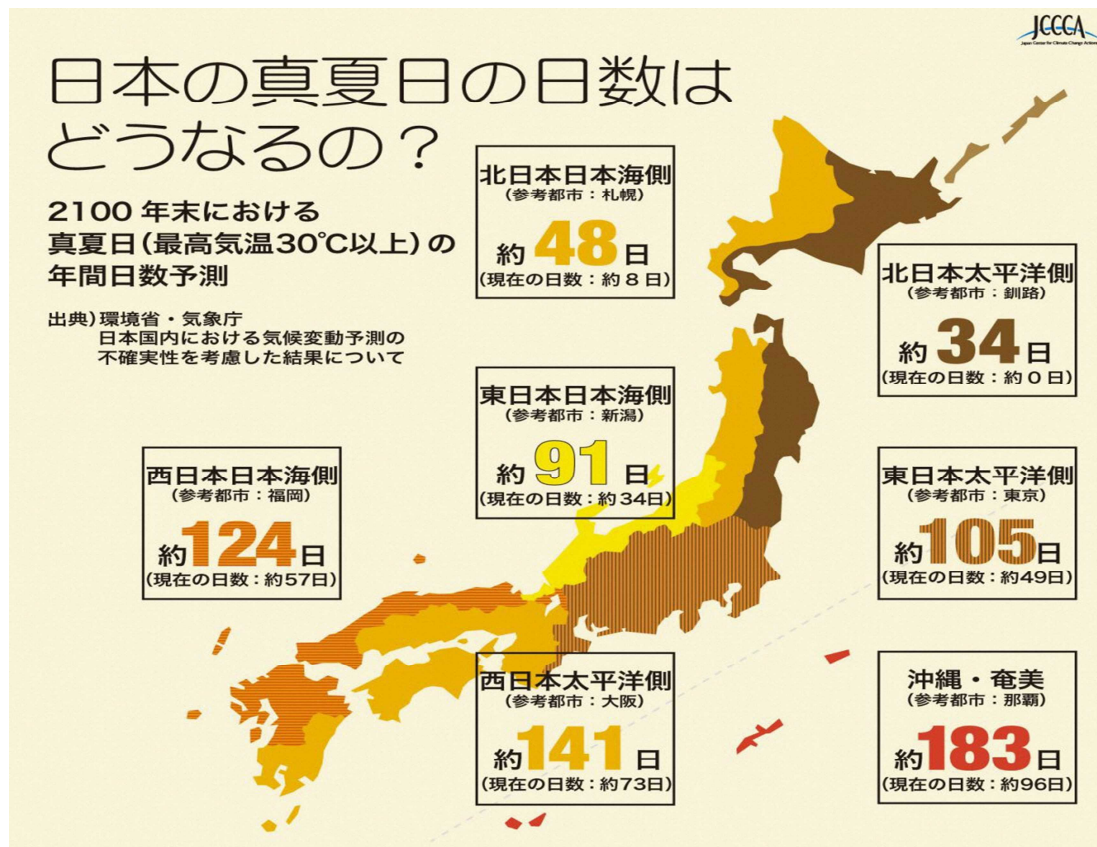 JCCCA
Japan Center for Climate Change Actions
日本の真夏日の日数は
どうなるの？
2100 年末における
真夏日（最高気温30℃以上）の
年間日数予測
出典）環境省・気象庁
日本国内における気候変動予測の
不確実性を考慮した結果について
北日本日本海側
（参考都市：札幌）
約48日
（現在の日数：約８日）
北日本太平洋側
（参考都市：釧路）
約34日
（現在の日数：約０日）
東日本日本海側
（参考都市：新潟）
約91日
（現在の日数：約34日）
西日本日本海側
（参考都市：福岡）
約124日
（現在の日数：約57日）
東日本太平洋側
（参考都市：東京）
約105日
（現在の日数：約49日）
西日本太平洋側
（参考都市：大阪）
約141日
（現在の日数：約73日）
沖縄・奄美
（参考都市：那覇）
約183日
（現在の日数：約96日）